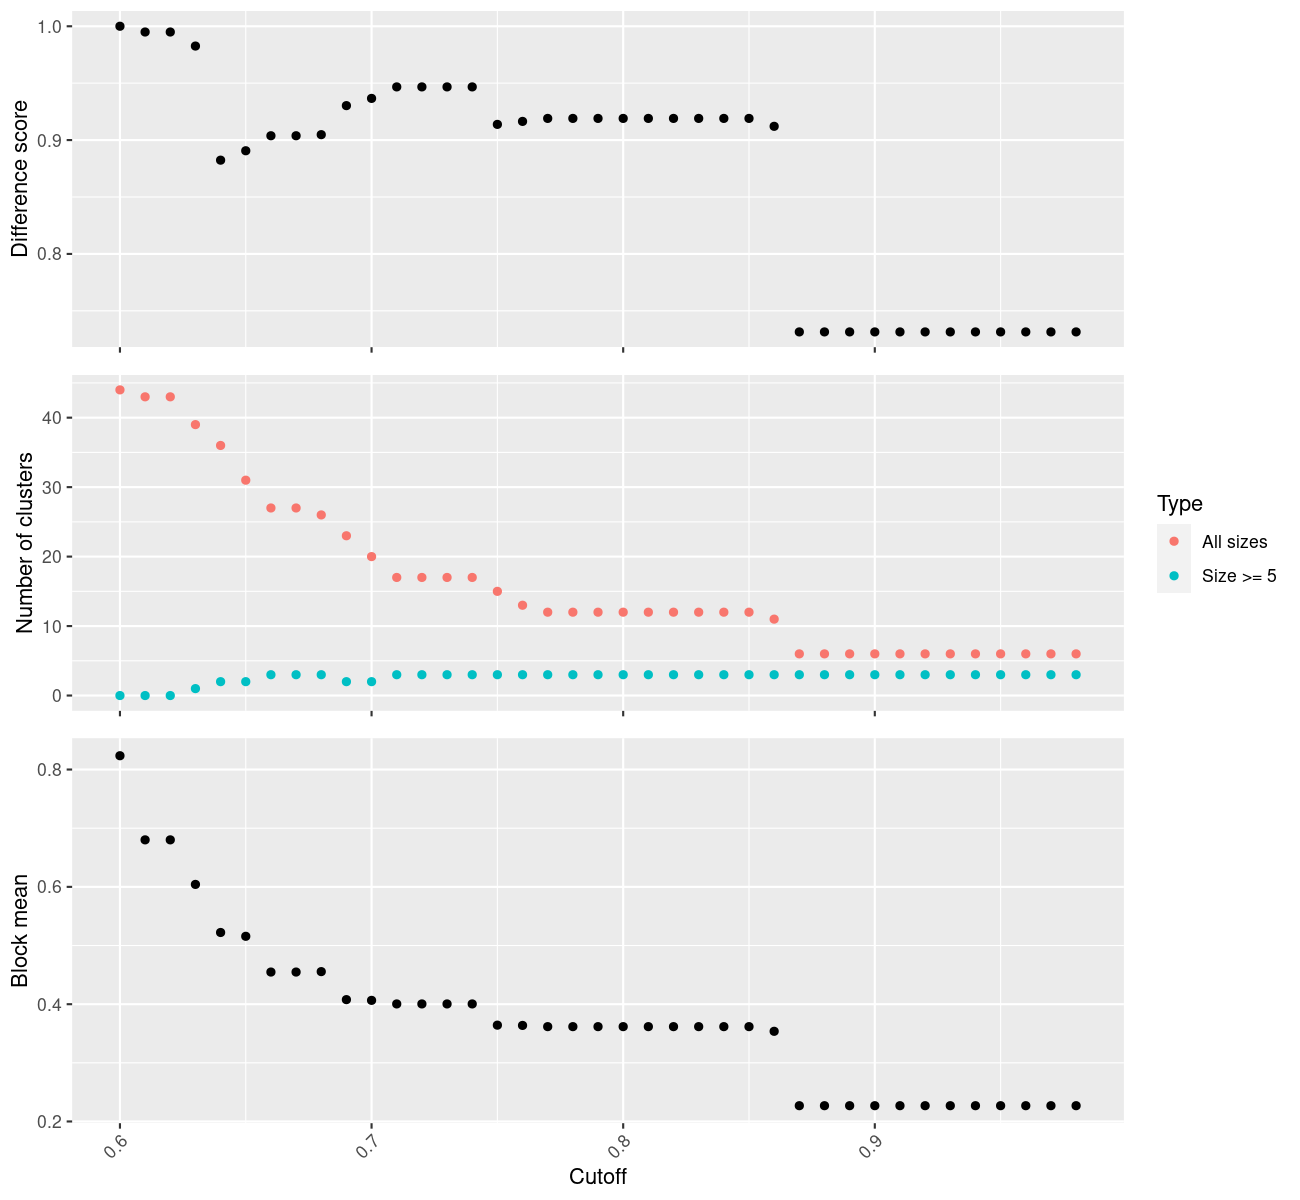 Difference score
1.0
0.9
0.8
Number of clusters
40
30
20
10
0
Type
All sizes
Size >= 5
Block mean
0.8
0.6
0.4
0.2
0.6
0.7
0.8
0.9
Cutoff